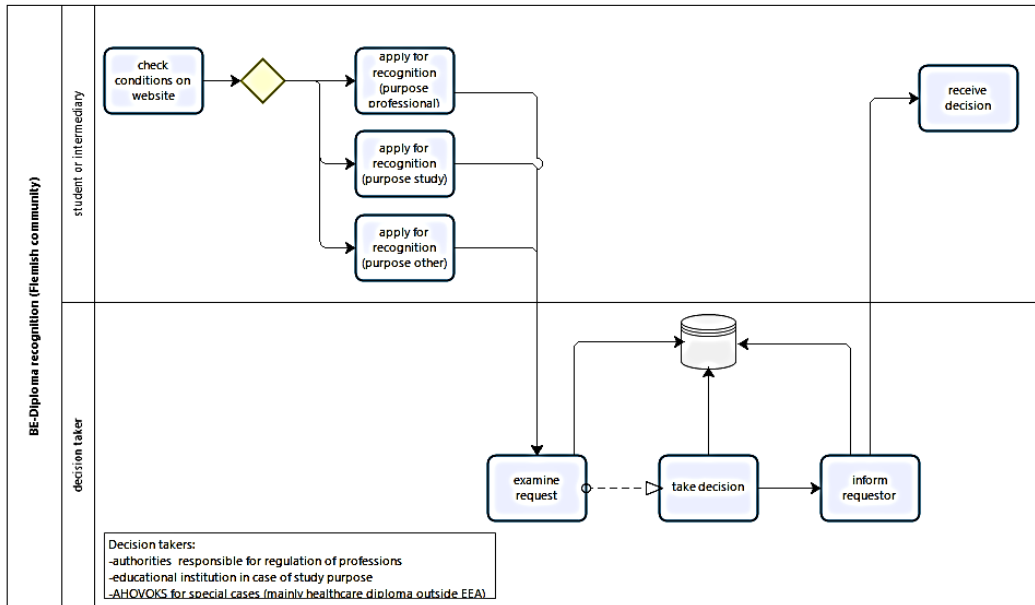 BE-Diploma recognition (Flemish community)
student or intermediary
check
conditions on
website
apply for
recognition
(purpose
professional)
apply for
recognition
(purpose study)
apply for
recognition
(purpose other)
receive
decision
decision taker
examine
request
take decision
inform
requestor
Decision takers:
-authorities responsible for regulation of professions
-educational institution in case of study purpose
-AHOVOKS for special cases (mainly healthcare diploma outside EEA)